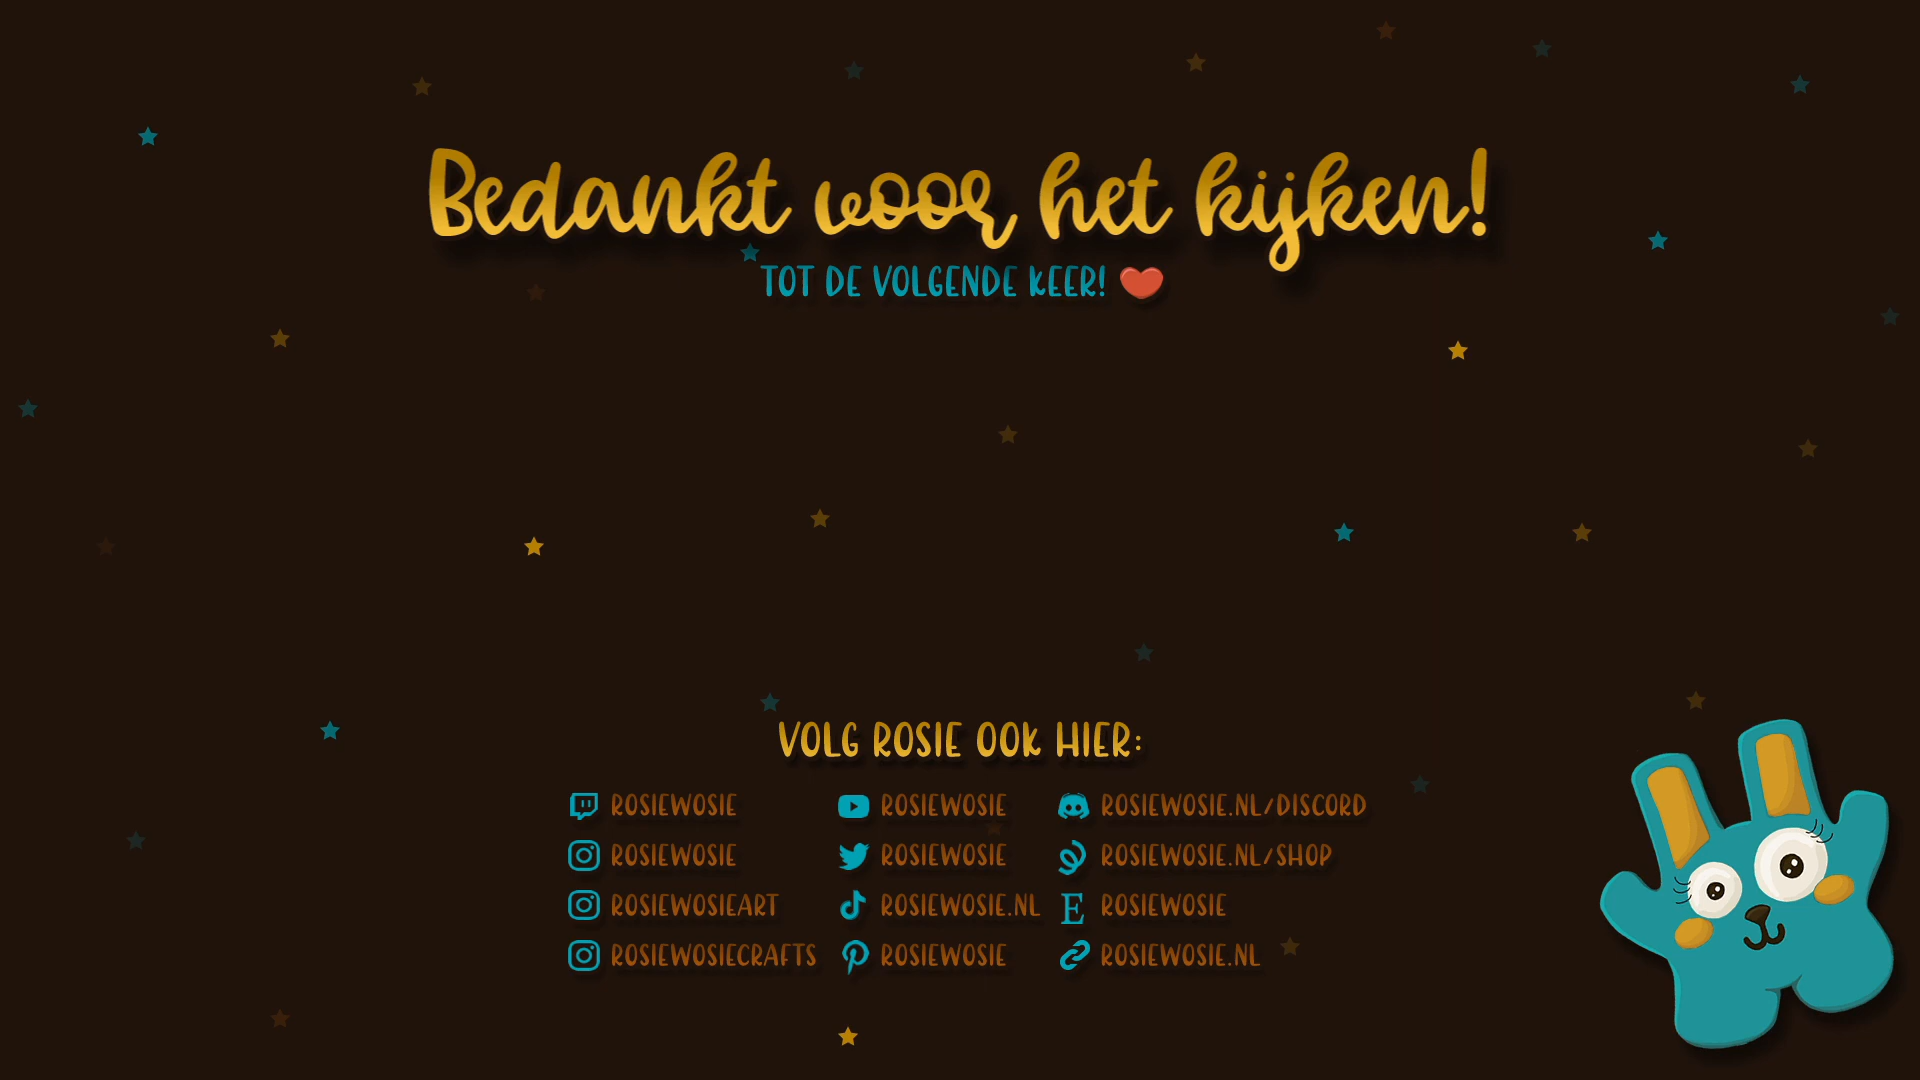 Bedankt voor het kijken!
TOT DE VOLGENDE KEER!
VOLG ROSIE OOK HIER:
ROSIEWOSIE ROSIEWOSIE ROSIEWOSIE.NL/DISCORD
ROSIEWOSIE ROSIEWOSIE ROSIEWOSIE.NL/SHOP
ROSIEWOSIEART ROSIEWOSIE.NL ROSIEWOSIE
ROSIEWOSIECRAFTS ROSIEWOSIE ROSIEWOSIE.NL